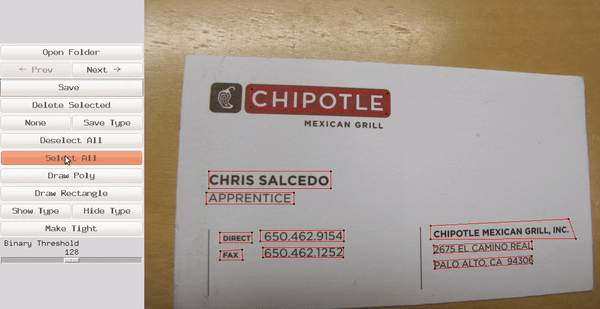 Open Folder
← Prev Next →
Save
Delete Selected
None Save Type
Deselect All
Select All
Draw Poly
Draw Rectangle
Show Type Hide Type
Make Tight
Binary Threshold
128
CHIPOTLE
MEXICAN GRILL
CHRIS SALCEDO
APPRENTICE
DIRECT 650.462.9154
FAX 650.462.1252
CHIPOTLE MEXICAN GRILL, INC.
2675 EL CAMINO REAL
PALO ALTO, CA 94306